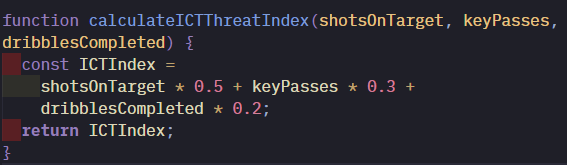 function calculateICTThreatIndex(shotsOnTarget, keyPasses,
dribblesCompleted) {
  const ICTIndex =
    shotsOnTarget * 0.5 + keyPasses * 0.3 +
    dribblesCompleted * 0.2;
  return ICTIndex;
}